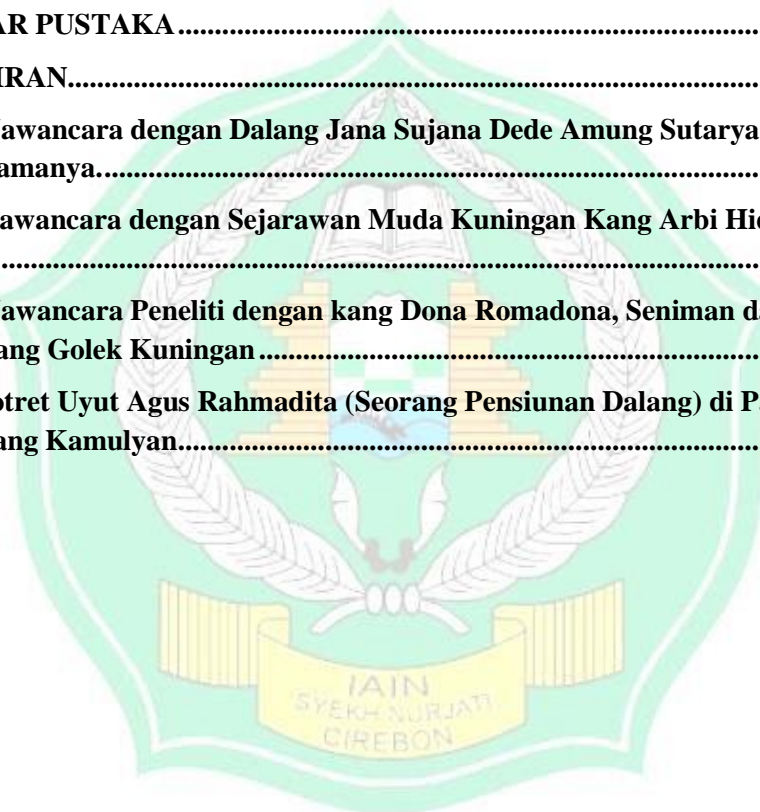 AR PUSTAKA........................................................................
IRAN........................................................................
awancara dengan Dalang Jana Sujana Dede Amung Sutarya
amanya.........................................................................
awancara dengan Sejarawan Muda Kuningan Kang Arbi
........................................................................
awancara Peneliti dengan kang Dona Romadona, Seniman da
ang Golek Kuningan........................................................................
otret Uyut Agus Rahmadita (Seorang Pensiunan Dalang) di P
ang Kamulyan........................................................................
IAIN
SYEKH NURJATI
CIREBON